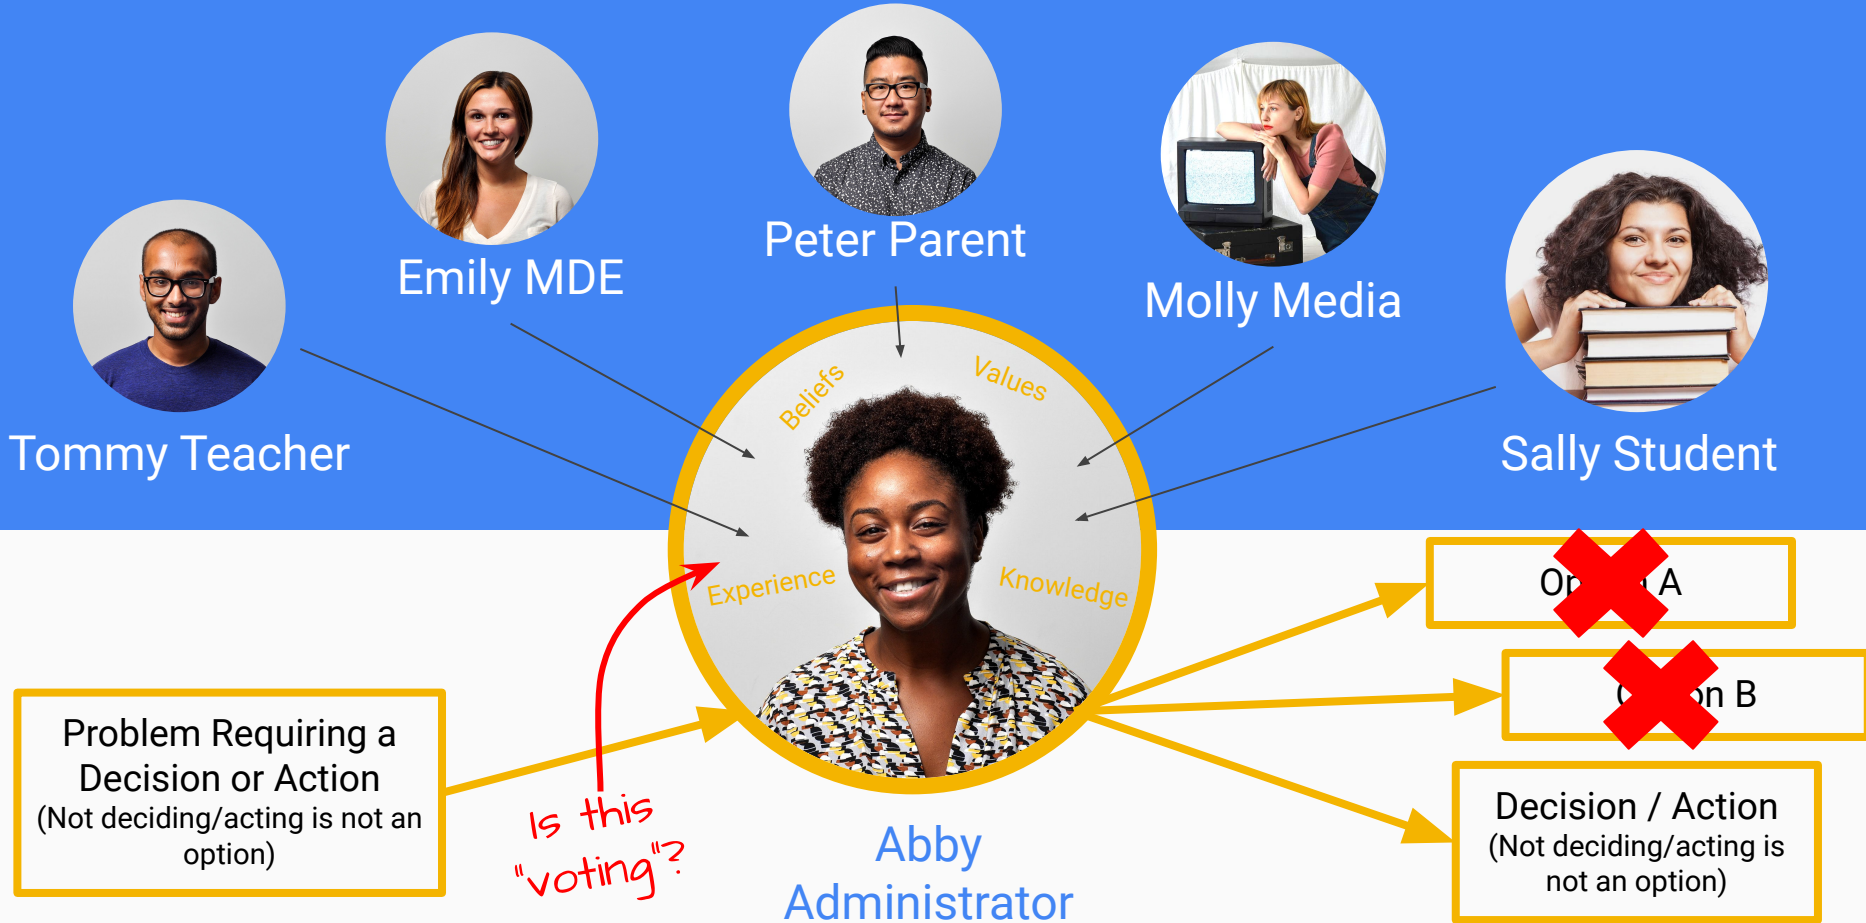 Emily MDE
Peter Parent
Molly Media
Tommy Teacher
Sally Student
Beliefs
Values
Experience
Knowledge
Problem Requiring a
Decision or Action
(Not deciding/acting is not an
option)
Is this
"voting"?
Abby
Administrator
A
B
Decision / Action
(Not deciding/acting is
not an option)